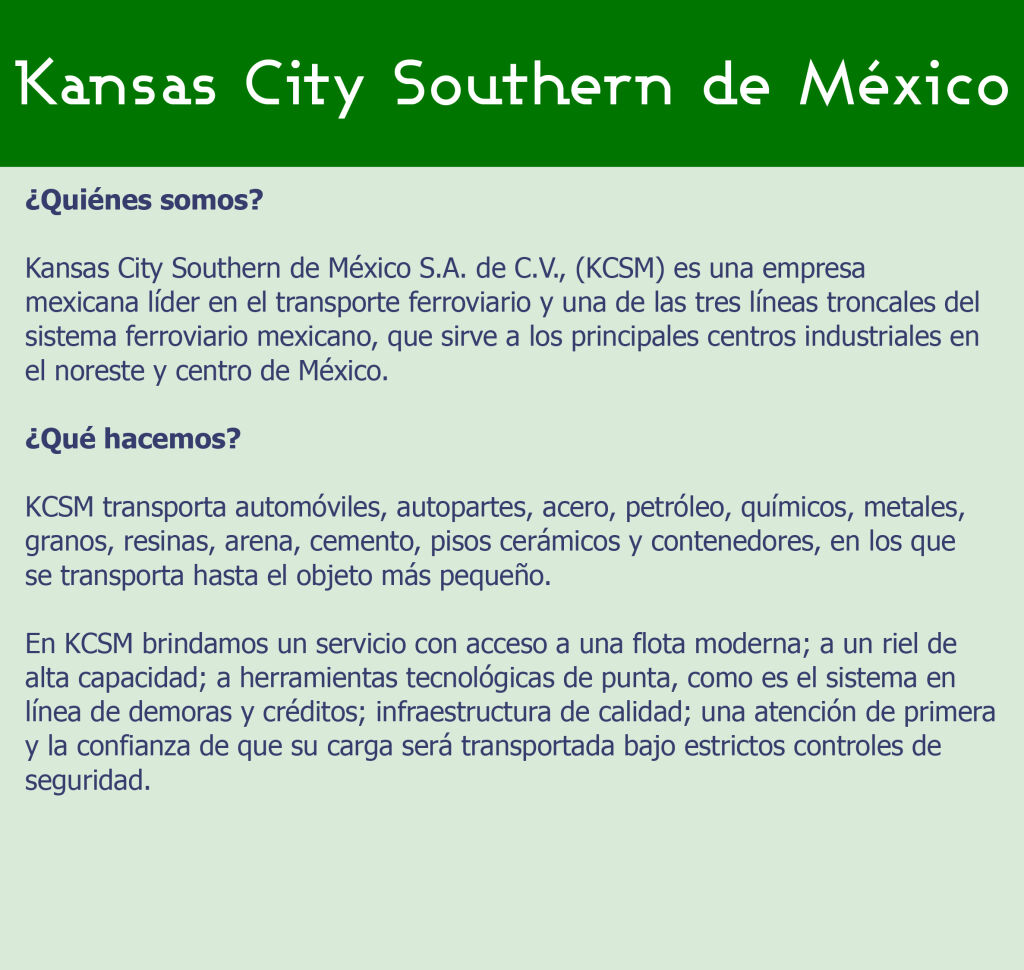 Kansas City Southern de México
¿Quiénes somos?
Kansas City Southern de México S.A. de C.V., (KCSM) es una empresa
mexicana líder en el transporte ferroviario y una de las tres líneas troncales del
sistema ferroviario mexicano, que sirve a los principales centros industriales en
el noreste y centro de México.
¿Qué hacemos?
KCSM transporta automóviles, autopartes, acero, petróleo, químicos, metales,
granos, resinas, arena, cemento, pisos cerámicos y contenedores, en los que
se transporta hasta el objeto más pequeño.
En KCSM brindamos un servicio con acceso a una flota moderna; a un riel de
alta capacidad; a herramientas tecnológicas de punta, como es el sistema en
línea de demoras y créditos; infraestructura de calidad; una atención de primera
y la confianza de que su carga será transportada bajo estrictos controles de
seguridad.